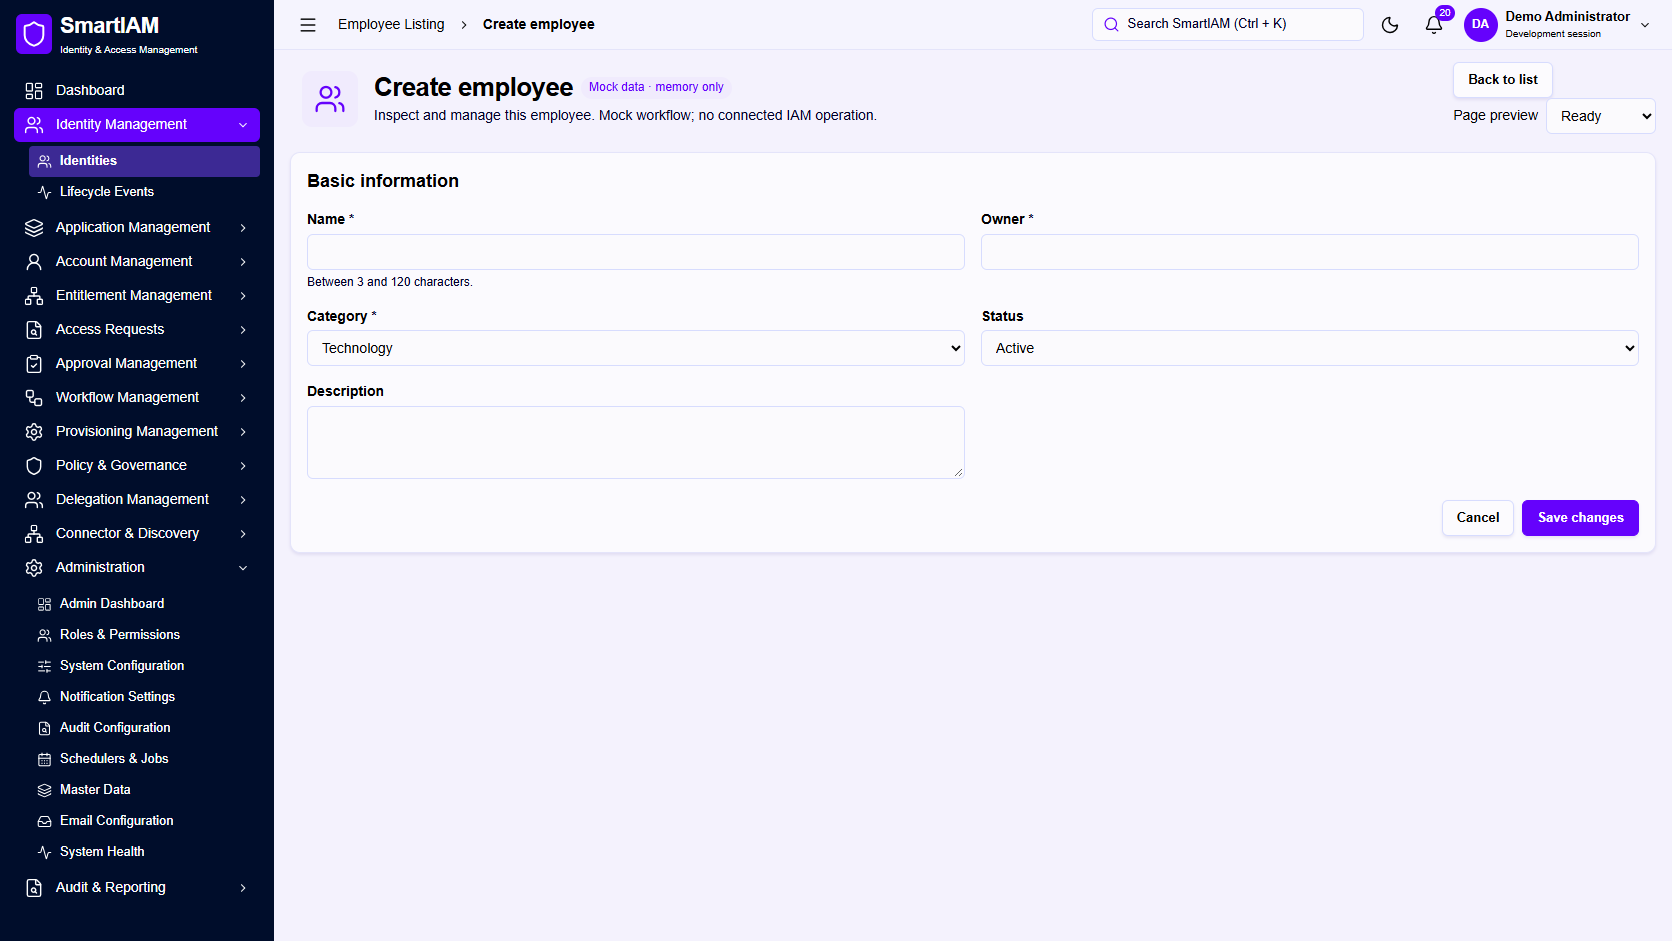 SmartIAM
Identity & Access Management
Dashboard
Identity Management
Identities
Lifecycle Events
Application Management
Account Management
Entitlement Management
Access Requests
Approval Management
Workflow Management
Provisioning Management
Policy & Governance
Delegation Management
Connector & Discovery
Administration
Admin Dashboard
Roles & Permissions
System Configuration
Notification Settings
Audit Configuration
Schedulers & Jobs
Master Data
Email Configuration
System Health
Audit & Reporting
Employee Listing > Create employee
Search SmartIAM (Ctrl + K)
20
DA
Demo Administrator
Development session
Create employee
Mock data · memory only
Inspect and manage this employee. Mock workflow; no connected IAM operation.
Back to list
Page preview
Ready
Basic information
Name *
Between 3 and 120 characters.
Owner *
Category *
Technology
Status
Active
Description
Cancel
Save changes